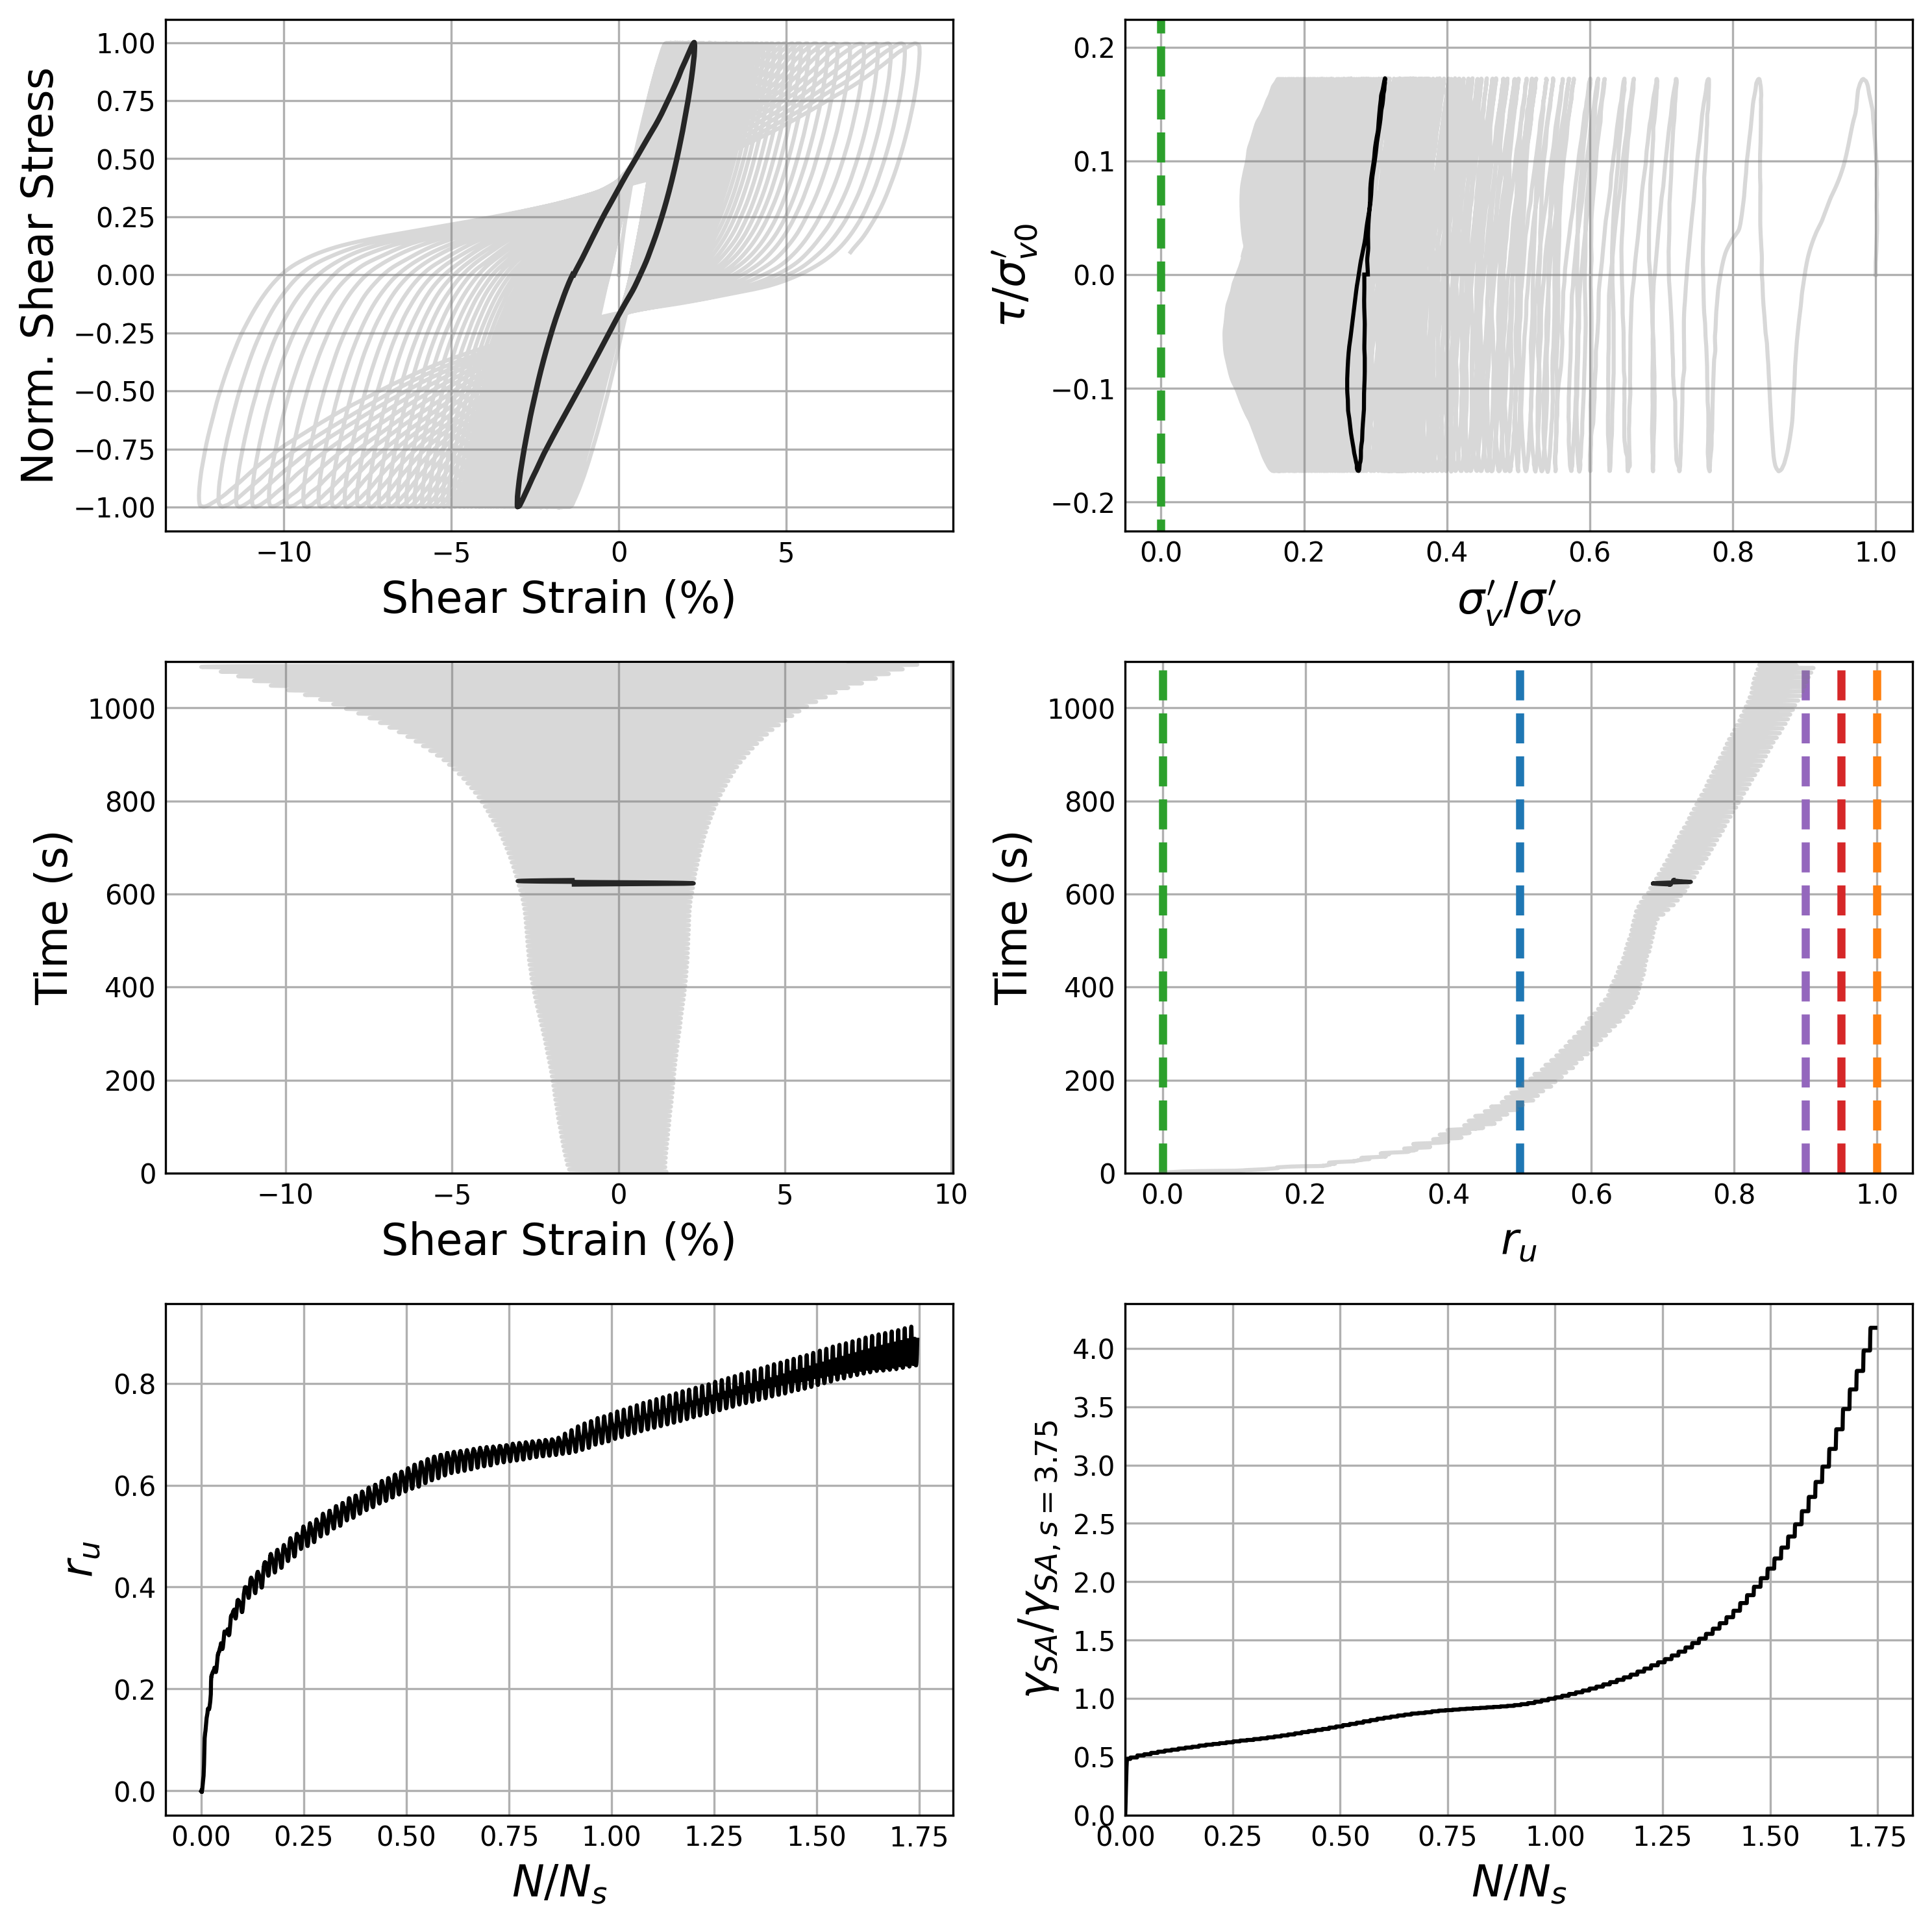 Norm. Shear Stress
1.00
0.75
0.50
0.25
0.00
−0.25
−0.50
−0.75
−1.00
−10 −5 0 5
Shear Strain (%)
τ/σ′v0
0.2
0.1
0.0
−0.1
−0.2
0.0 0.2 0.4 0.6 0.8 1.0
σ′v/σ′vo
Time (s)
1000
800
600
400
200
0
−10 −5 0 5 10
Shear Strain (%)
Time (s)
1000
800
600
400
200
0
0.0 0.2 0.4 0.6 0.8 1.0
ru
ru
0.8
0.6
0.4
0.2
0.0
0.00 0.25 0.50 0.75 1.00 1.25 1.50 1.75
N/Ns
γSA/γSA, s = 3.75
4.0
3.5
3.0
2.5
2.0
1.5
1.0
0.5
0.0
0.00 0.25 0.50 0.75 1.00 1.25 1.50 1.75
N/Ns